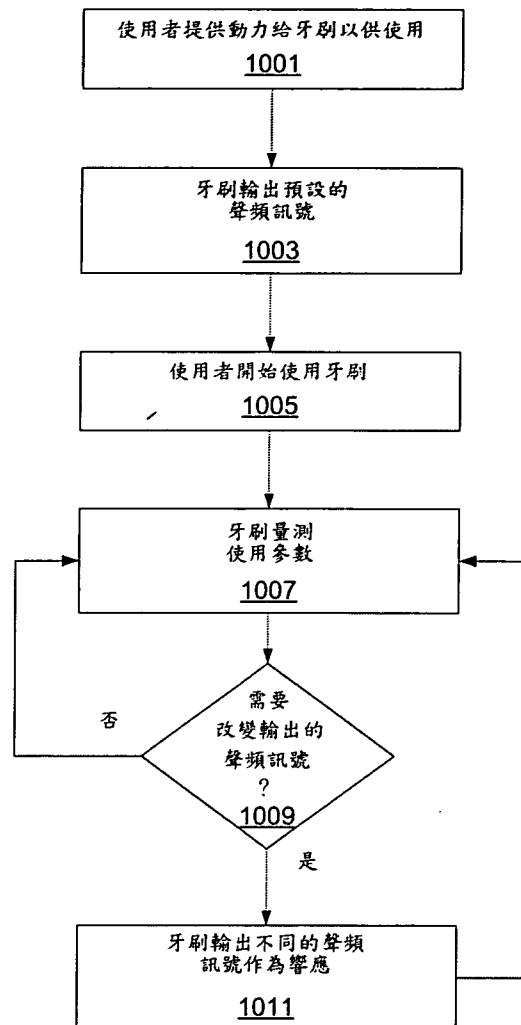 使用者提供動力給牙刷以供使用
1001
牙刷輸出預設的
聲頻訊號
1003
使用者開始使用牙刷
1005
牙刷量測
使用參數
1007
需要
改變輸出的
聲頻訊號
?
1009
否
是
牙刷輸出不同的聲頻
訊號作為響應
1011